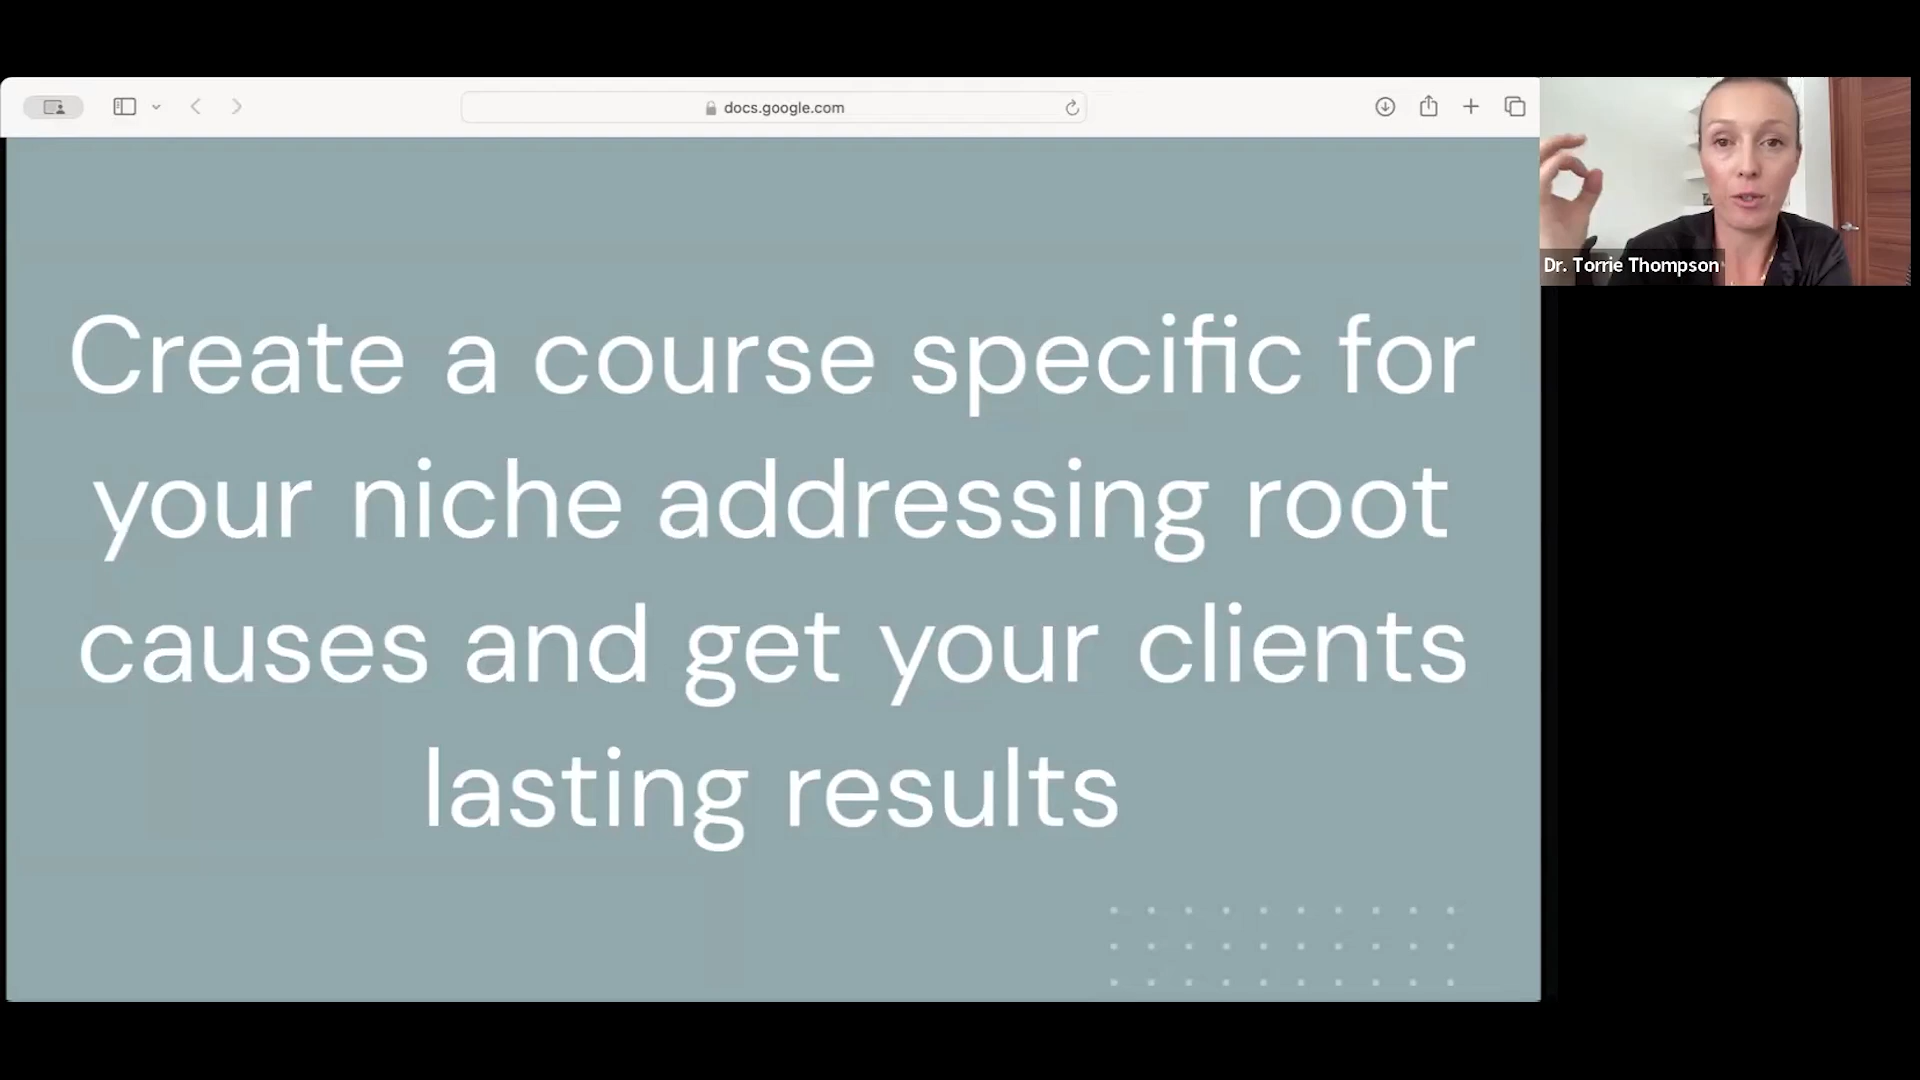 docs.google.com
Dr. Torrie Thompson
Create a course specific for
your niche addressing root
causes and get your clients
lasting results